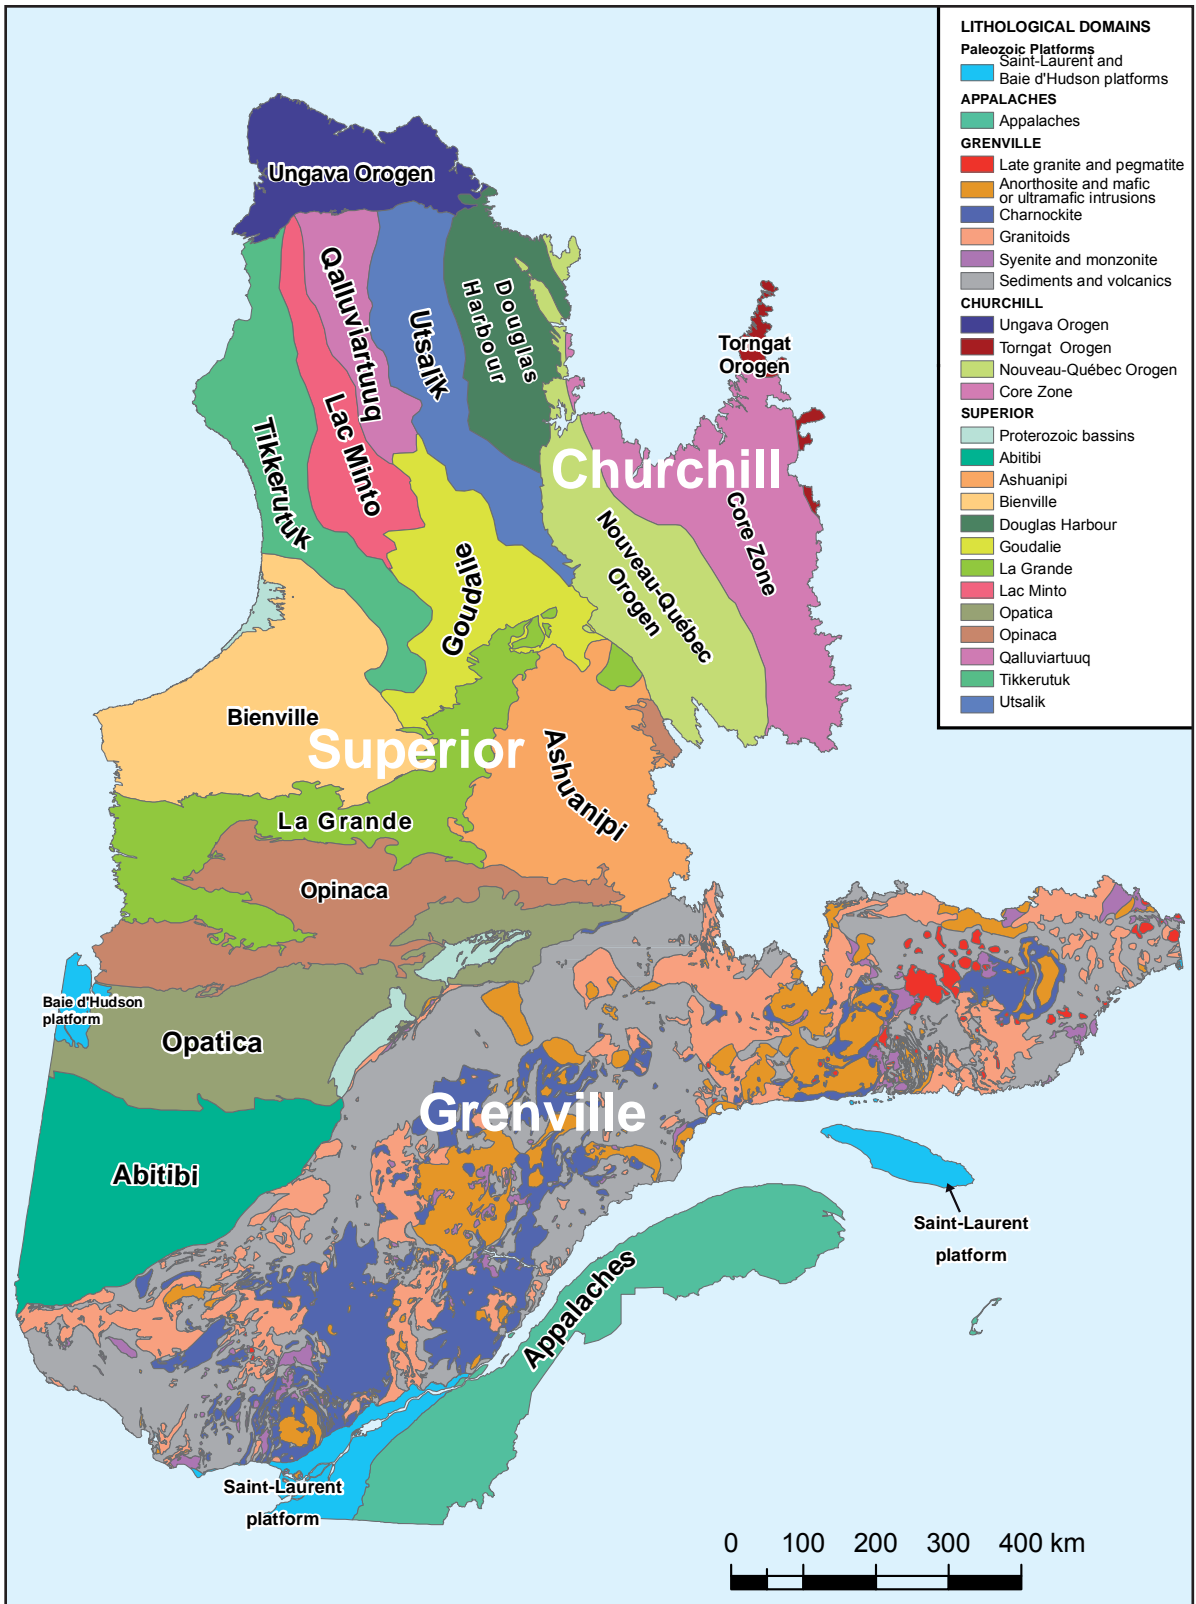 LITHOLOGICAL DOMAINS
Paleozoic Platforms
Saint-Laurent and
Baie d'Hudson platforms
APPALACHES
Appalaches
GRENVILLE
Late granite and pegmatite
Anorthosite and mafic
or ultramafic intrusions
Charnockite
Granitoids
Syenite and monzonite
Sediments and volcanics
CHURCHILL
Ungava Orogen
Torngat Orogen
Nouveau-Québec Orogen
Core Zone
SUPERIOR
Proterozoic bassins
Abitibi
Ashuanipi
Bienville
Douglas Harbour
Goudalie
La Grande
Lac Minto
Opatica
Opinaca
Qalluviartuuq
Tikkerutuk
Utsalik
Ungava Orogen
Qalluviartuuq
Utsalik
Douglas
Harbour
Torngat
Orogen
Lac Minto
Tikkerutuk
Churchill
Core Zone
Nouveau-Québec
Orogen
Goudalie
Bienville
Superior
Ashuanipi
La Grande
Opinaca
Baie d'Hudson
platform
Opatica
Grenville
Abitibi
Saint-Laurent
platform
Appalaches
Saint-Laurent
platform
0 100 200 300 400 km